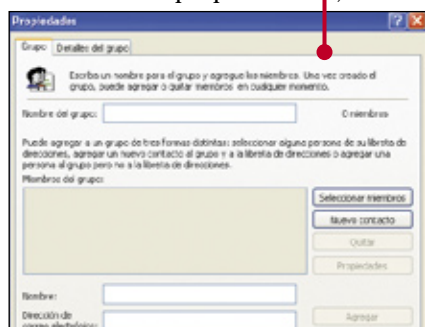 Propiedades
Grupo Detalles del grupo
Escriba un nombre para el grupo y agregue los miembros. Una vez creado el
grupo, puede agregar o quitar miembros en cualquier momento.
Nombre del grupo: 0 miembros
Puede agregar a un grupo de tres formas distintas: seleccionar alguna persona de su libreta de
direcciones, agregar un nuevo contacto al grupo y a la libreta de direcciones o agregar una
persona al grupo pero no a la libreta de direcciones.
Miembros del grupo:
Seleccionar miembros
Nuevo contacto
Quitar
Propiedades
Nombre:
Dirección de
correo electrónico:
Agregar